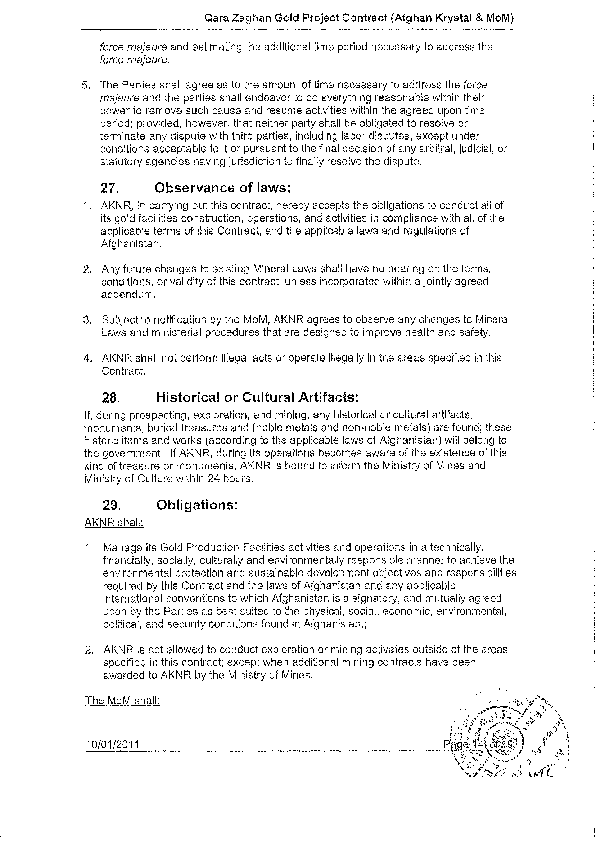 Qara Zaghan Gold Project Contract (Afghan Krystal & MoM)
force majeure and estimating the additional time period necessary to address the
force majeure.
5. The Parties shall agree as to the amount of time necessary to address the force
majeure and the parties shall endeavor to do everything reasonable within their
power to remove such cause and resume activities within the agreed upon time
period; provided, however, that neither party shall be obligated to resolve or
terminate any dispute with third parties, including labor disputes, except under
conditions acceptable to it or pursuant to the final decision of any arbitral, judicial, or
statutory agencies having jurisdiction to finally resolve the dispute.
27. Observance of laws:
1. AKNR, in carrying out this contract, hereby accepts the obligations to conduct all of
its gold facilities construction, operations, and activities in compliance with all of the
applicable terms of this Contract, and the applicable laws and regulations of
Afghanistan.
2. Any future changes to existing Mineral Laws shall have no bearing on the terms,
conditions, or validity of this contract unless incorporated within a jointly agreed
addendum.
3. Subject to notification by the MoM, AKNR agrees to observe any changes to Mineral
Laws and ministerial procedures that are designed to improve health and safety.
4. AKNR shall not perform illegal acts or operate illegally in the areas specified in this
Contract.
28. Historical or Cultural Artifacts:
If, during prospecting, exploration, and mining, any historical or cultural artifacts,
monuments, buried treasures and (noble metals and non-noble metals) are found; these
historic items and works (according to the applicable laws of Afghanistan) will belong to
the government. If AKNR, during its operations becomes aware of the existence of this
kind of treasure or monuments, AKNR is bound to inform the Ministry of Mines and
Ministry of Culture within 24 hours.
29. Obligations:
AKNR shall:
1. Manage its Gold Production Facilities activities and operations in a technically,
financially, socially, culturally and environmentally responsible manner to achieve the
environmental protection and sustainable development objectives and responsibilities
required by this Contract and the laws of Afghanistan and any applicable
international conventions to which Afghanistan is a signatory, and mutually agreed
upon by the Parties as best suited to the physical, social, economic, environmental,
political, and security conditions found in Afghanistan;
2. AKNR is not allowed to conduct exploration or mining activities outside of the areas
specified in this contract; except when additional mining contracts have been
awarded to AKNR by the Ministry of Mines.
The MoM shall:
10/01/2011 Page